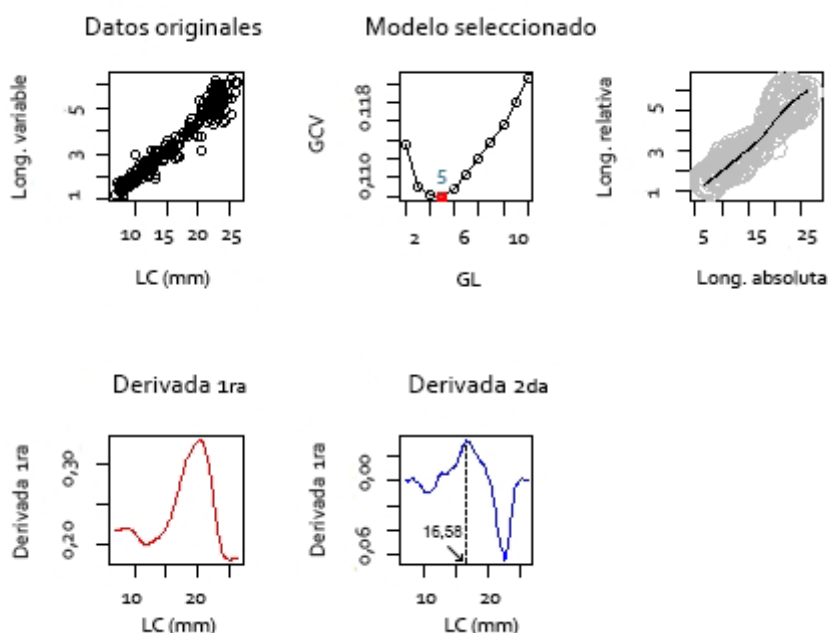 Datos originales
Modelo seleccionado
Long. variable
5
3
1
10 15 20 25
LC (mm)
GCV
0,118
0,110
5
2 6 10
GL
Long. relativa
5
3
1
5 15 25
Long. absoluta
Derivada 1ra
Derivada 2da
Derivada 1ra
0,30
0,20
10 20
LC (mm)
Derivada 1ra
0,00
0,06
16,58
10 20
LC (mm)